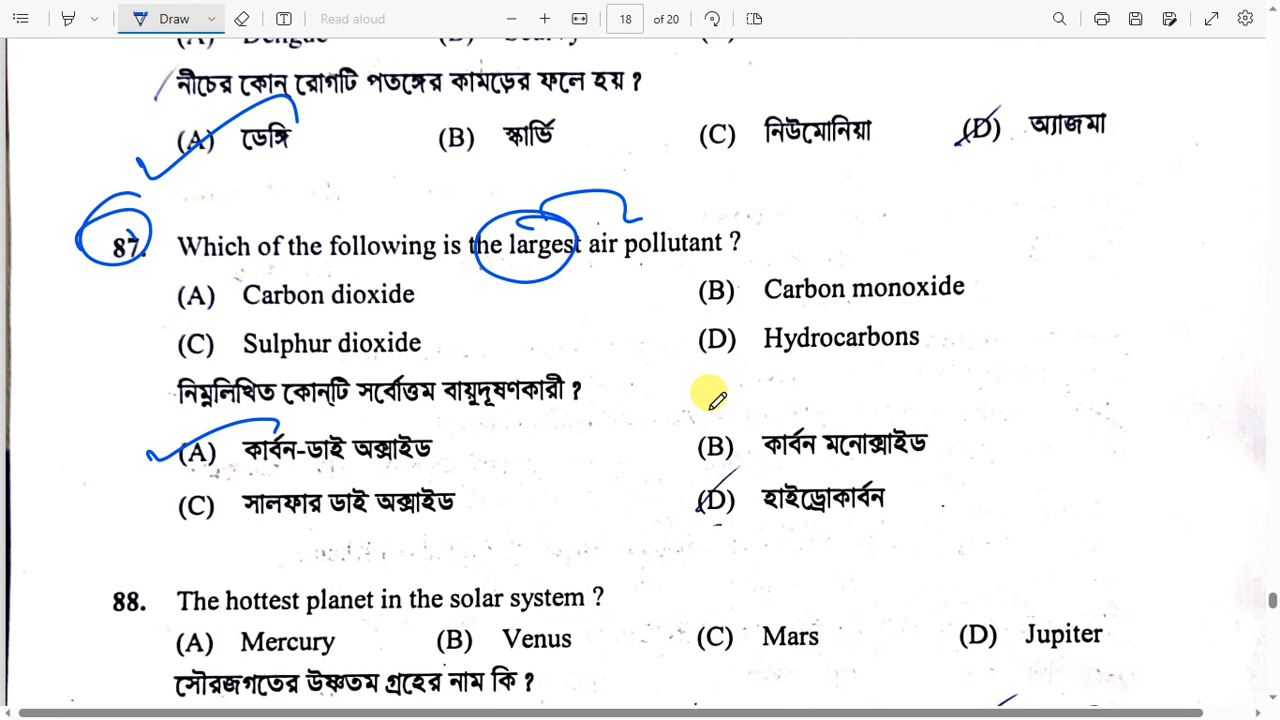 Draw
Read aloud
18 of 20
নীচের কোন্ রোগটি পতঙ্গের কামড়ের ফলে হয় ?
(A) ডেঙ্গি (B) স্কার্ভি (C) নিউমোনিয়া (D) অ্যাজমা
87. Which of the following is the largest air pollutant ?
(A) Carbon dioxide (B) Carbon monoxide
(C) Sulphur dioxide (D) Hydrocarbons
নিম্নলিখিত কোন্‌টি সর্বোত্তম বায়ুদূষণকারী ?
(A) কার্বন-ডাই অক্সাইড (B) কার্বন মনোক্সাইড
(C) সালফার ডাই অক্সাইড (D) হাইড্রোকার্বন
88. The hottest planet in the solar system ?
(A) Mercury (B) Venus (C) Mars (D) Jupiter
সৌরজগতের উষ্ণতম গ্রহের নাম কি ?